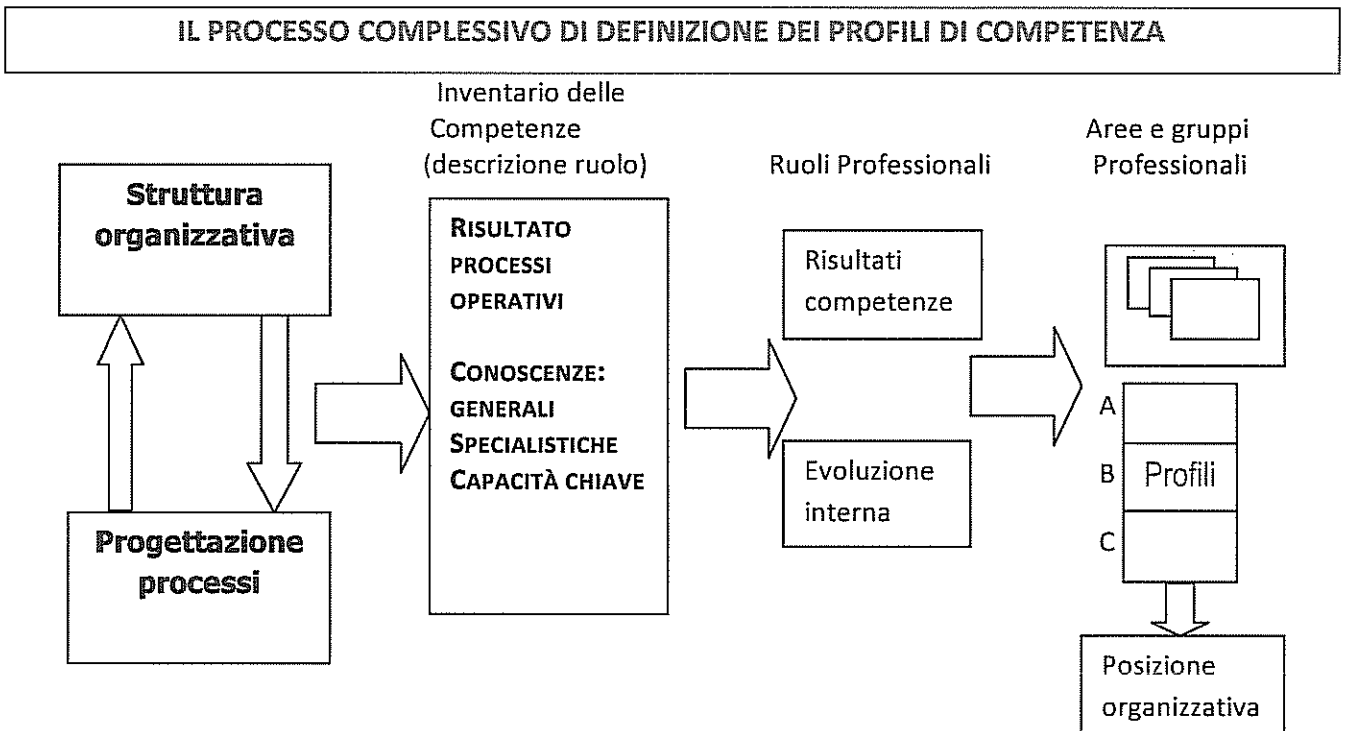 IL PROCESSO COMPLESSIVO DI DEFINIZIONE DEI PROFILI DI COMPETENZA
Inventario delle
Competenze
(descrizione ruolo)
Ruoli Professionali
Aree e gruppi
Professionali
Struttura
organizzativa
Progettazione
processi
RISULTATO
PROCESSI
OPERATIVI
CONOSCENZE:
GENERALI
SPECIALISTICHE
CAPACITÀ CHIAVE
Risultati
competenze
Evoluzione
interna
A
B Profili
C
Posizione
organizzativa